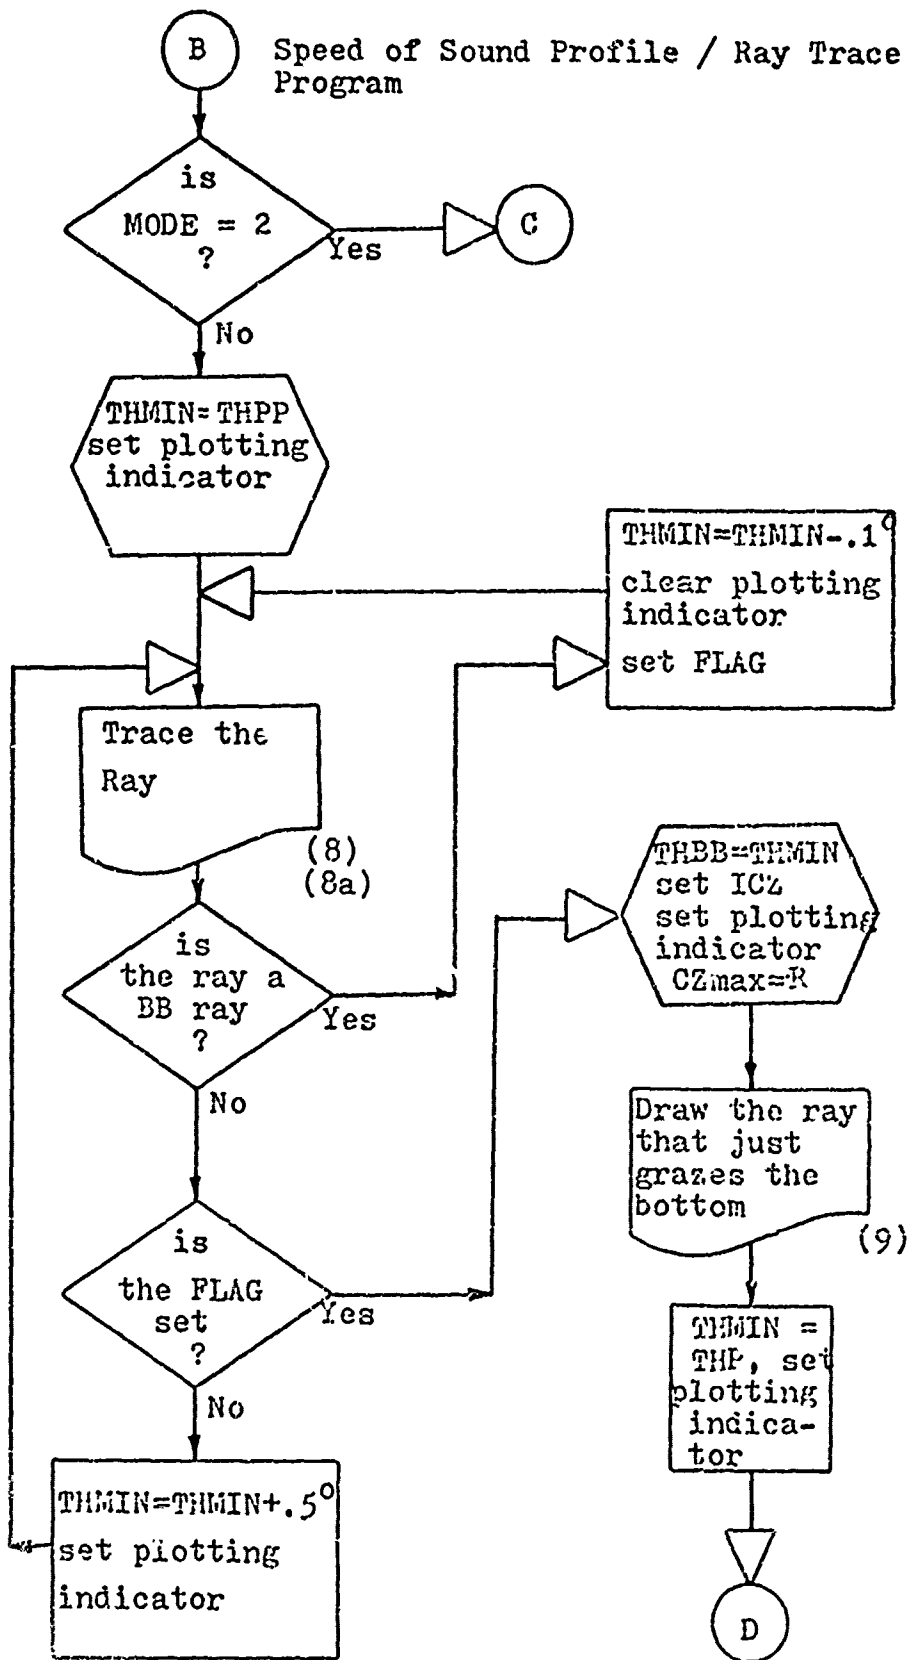 B
Speed of Sound Profile / Ray Trace
Program
is
MODE = 2
?
Yes
C
No
THMIN=THPP
set plotting
indicator
THMIN=THMIN-.1°
clear plotting
indicator
set FLAG
Trace the
Ray
(8)
(8a)
is
the ray a
BB ray
?
Yes
No
THBB=THMIN
set ICZ
set plotting
indicator
CZmax=R
Draw the ray
that just
grazes the
bottom
(9)
is
the FLAG
set
?
Yes
No
THMIN =
THP, set
plotting
indica-
tor
THMIN=THMIN+.5°
set plotting
indicator
D